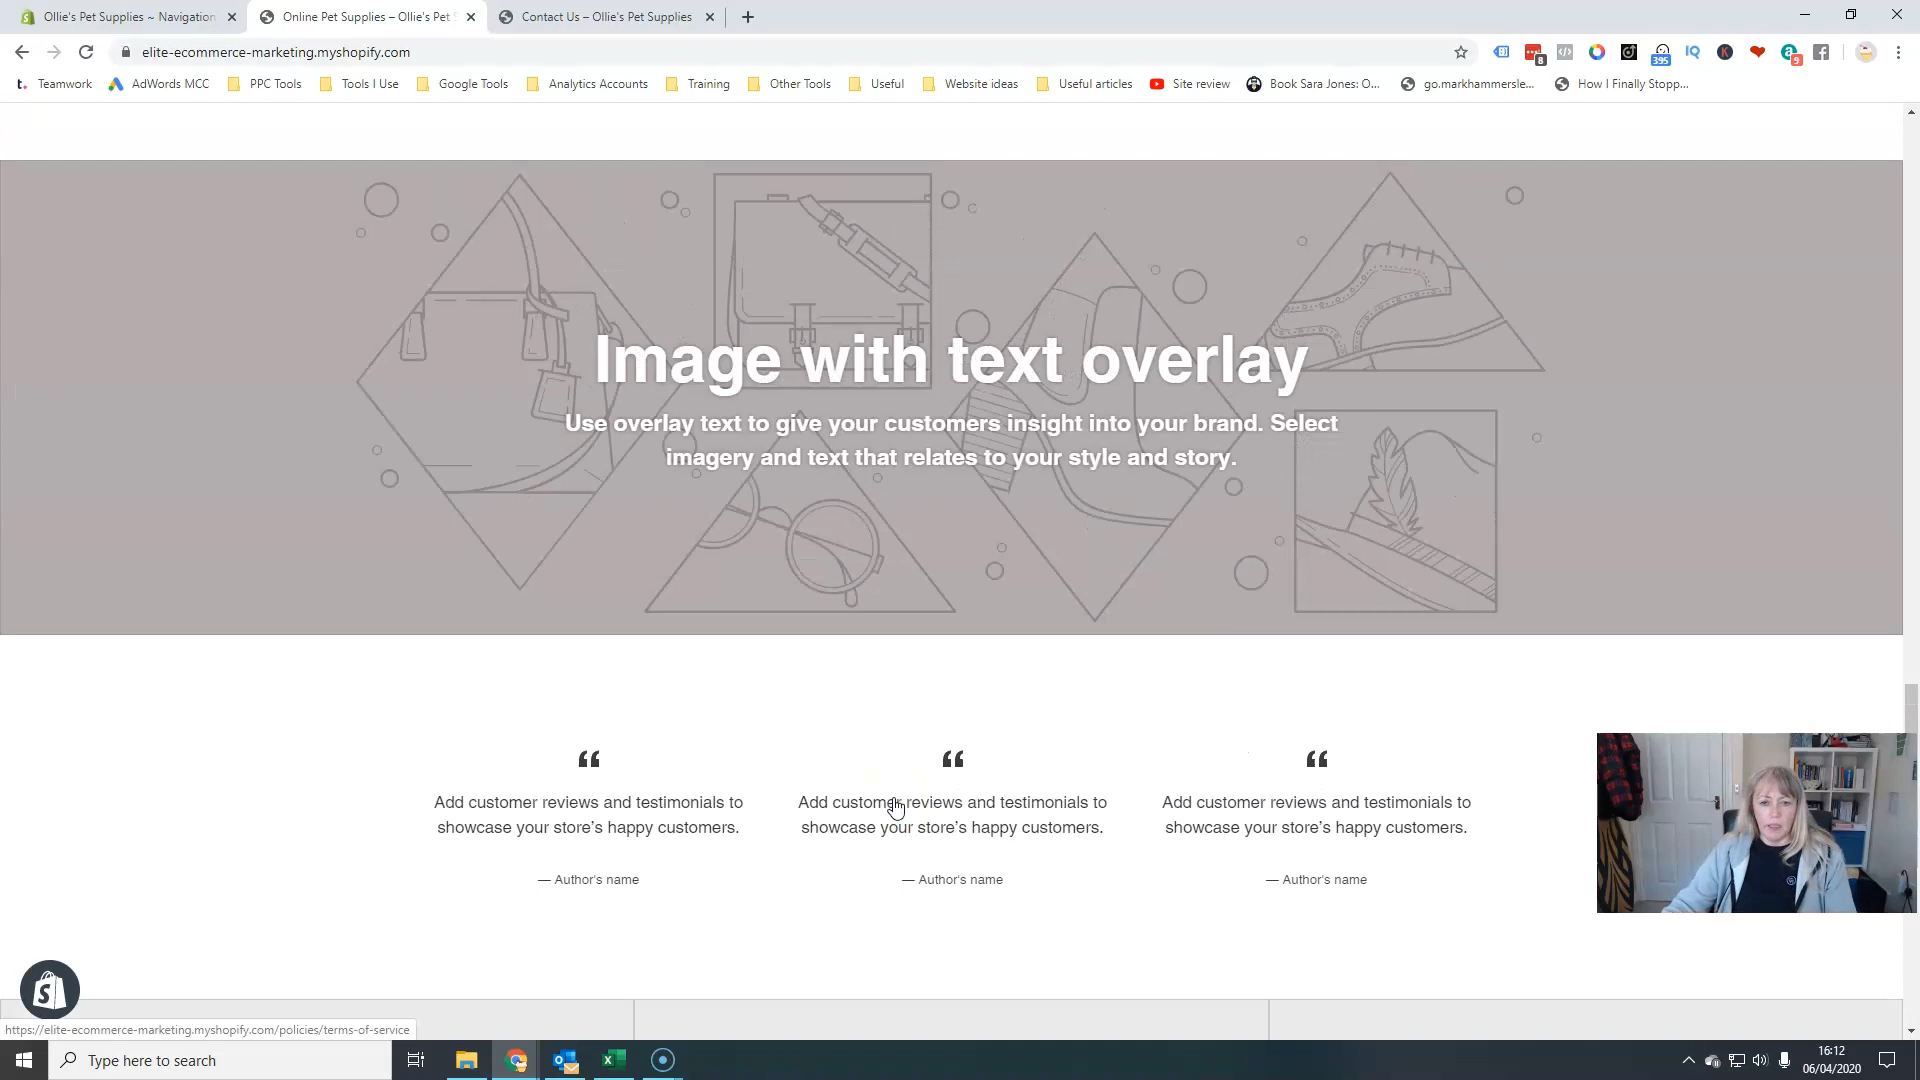 Ollie's Pet Supplies ~ Navigation
Online Pet Supplies – Ollie's Pet S
Contact Us – Ollie's Pet Supplies
elite-ecommerce-marketing.myshopify.com
8
395
9
Teamwork
AdWords MCC
PPC Tools
Tools I Use
Google Tools
Analytics Accounts
Training
Other Tools
Useful
Website ideas
Useful articles
Site review
Book Sara Jones: O...
go.markhammersle...
How I Finally Stopp...
Image with text overlay
Use overlay text to give your customers insight into your brand. Select
imagery and text that relates to your style and story.
Add customer reviews and testimonials to
showcase your store's happy customers.
— Author's name
Add customer reviews and testimonials to
showcase your store's happy customers.
— Author's name
Add customer reviews and testimonials to
showcase your store's happy customers.
— Author's name
https://elite-ecommerce-marketing.myshopify.com/policies/terms-of-service
Type here to search
16:12
06/04/2020